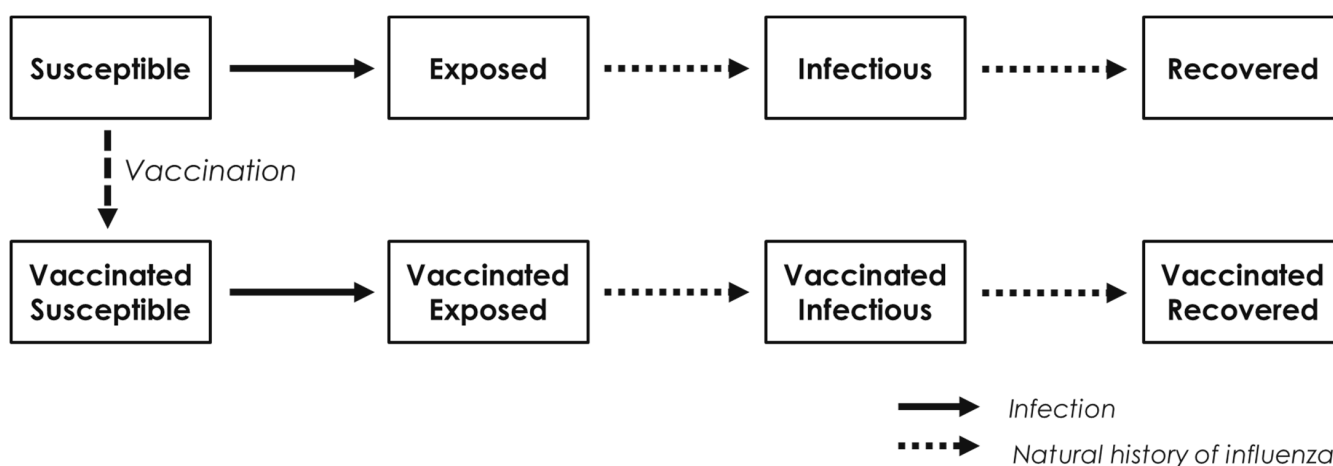 Susceptible
Exposed
Infectious
Recovered
Vaccination
Vaccinated
Susceptible
Vaccinated
Exposed
Vaccinated
Infectious
Vaccinated
Recovered
Infection
Natural history of influenza